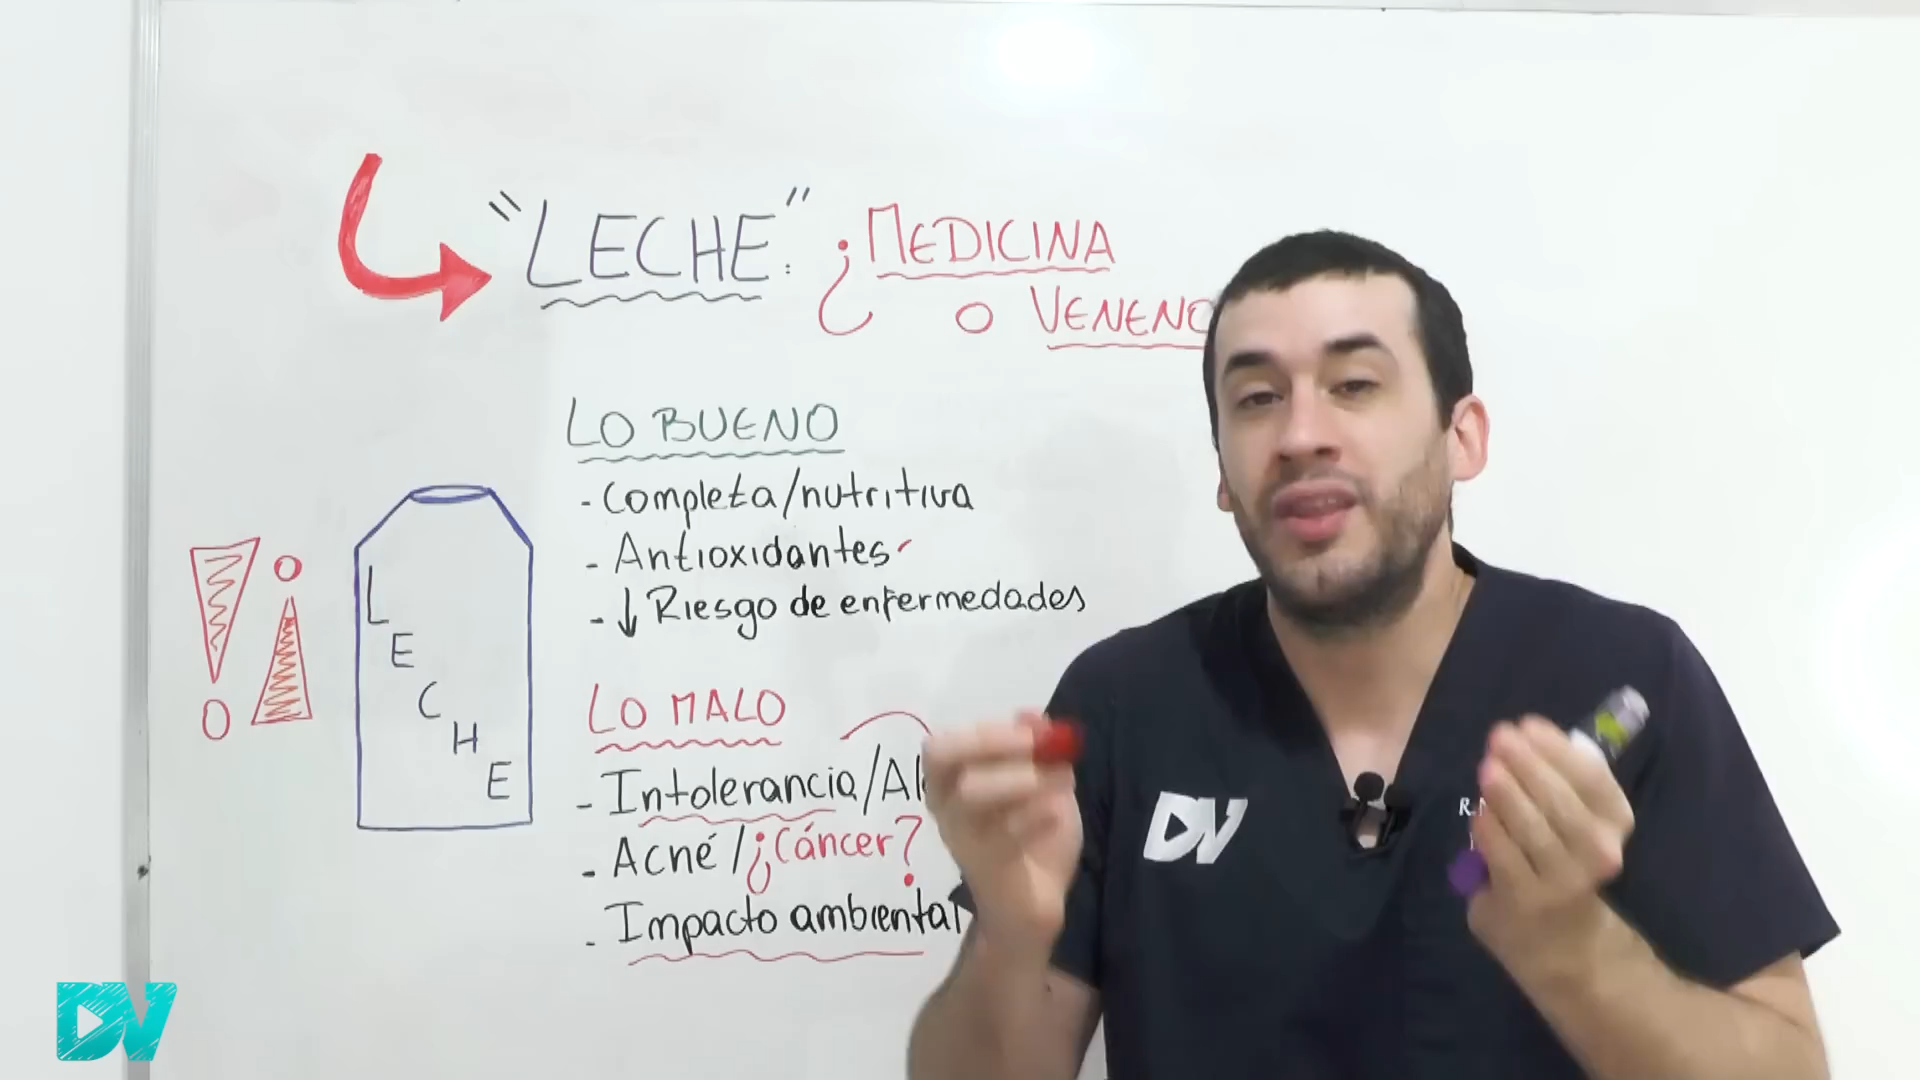 "LECHE": ¿MEDICINA
O VENENO
LO BUENO
- Completa/nutritiva
- Antioxidantes
- ↓ Riesgo de enfermedades
LO MALO
- Intolerancia/Al
- Acné/¿Cáncer?
- Impacto ambiental
LECHE
DV
DV